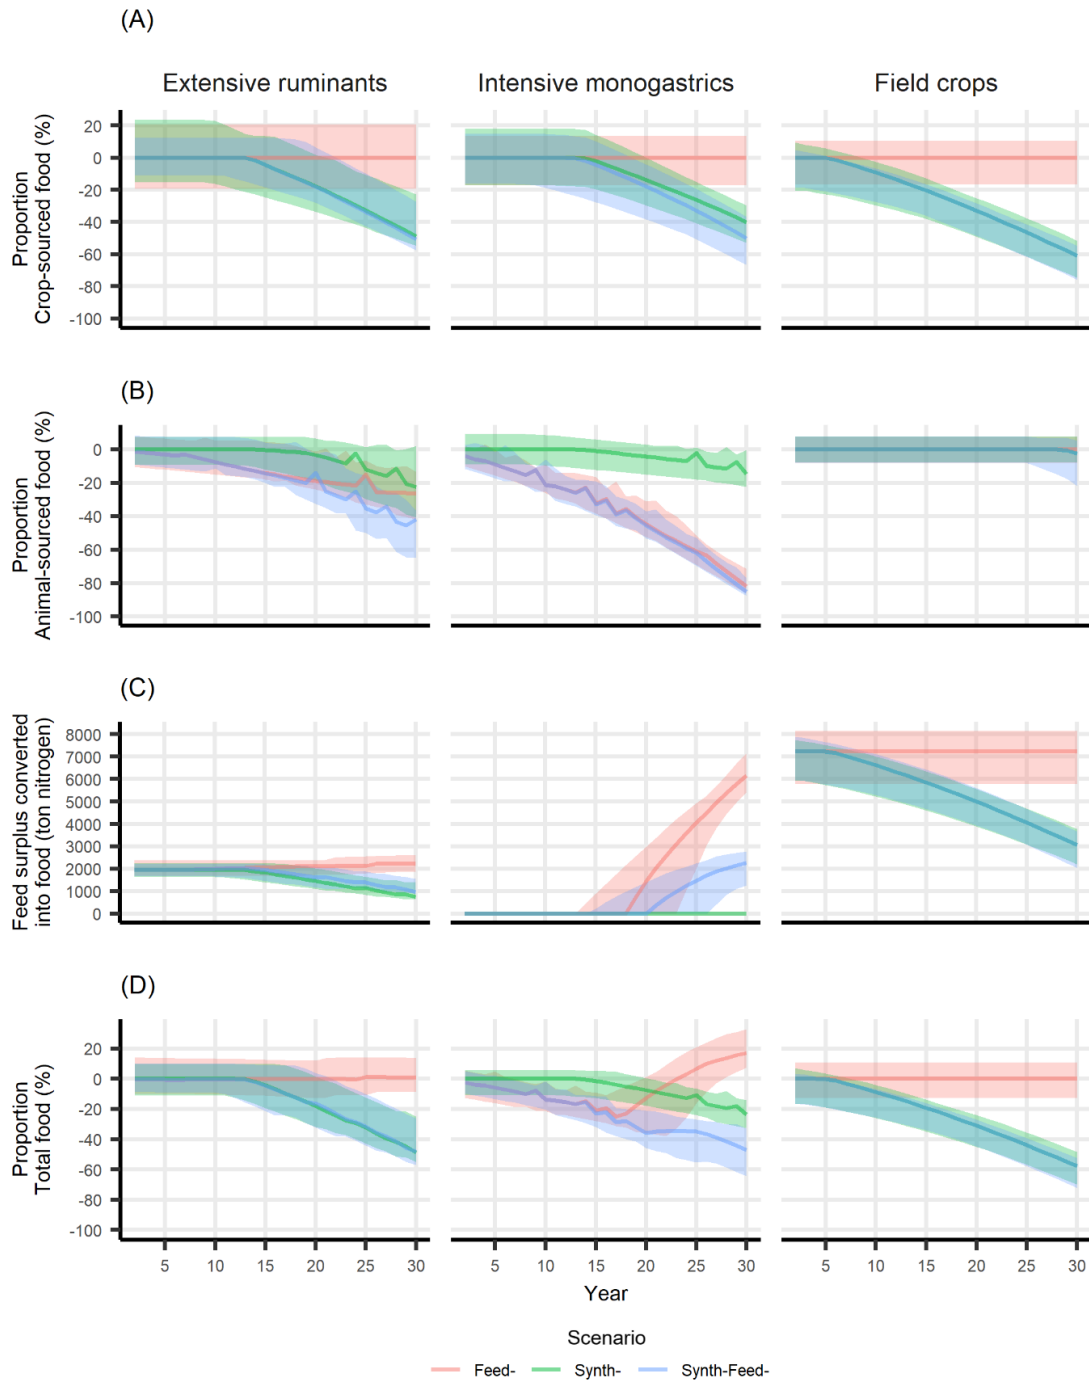 (A)
Extensive ruminants
Intensive monogastrics
Field crops
Proportion
Crop-sourced food (%)
20
0
-20
-40
-60
-80
-100
(B)
Proportion
Animal-sourced food (%)
0
-20
-40
-60
-80
-100
(C)
Feed surplus converted
into food (ton nitrogen)
8000
7000
6000
5000
4000
3000
2000
1000
0
(D)
Proportion
Total food (%)
20
0
-20
-40
-60
-80
-100
5 10 15 20 25 30
5 10 15 20 25 30
5 10 15 20 25 30
Year
Scenario
Feed- Synth- Synth-Feed-